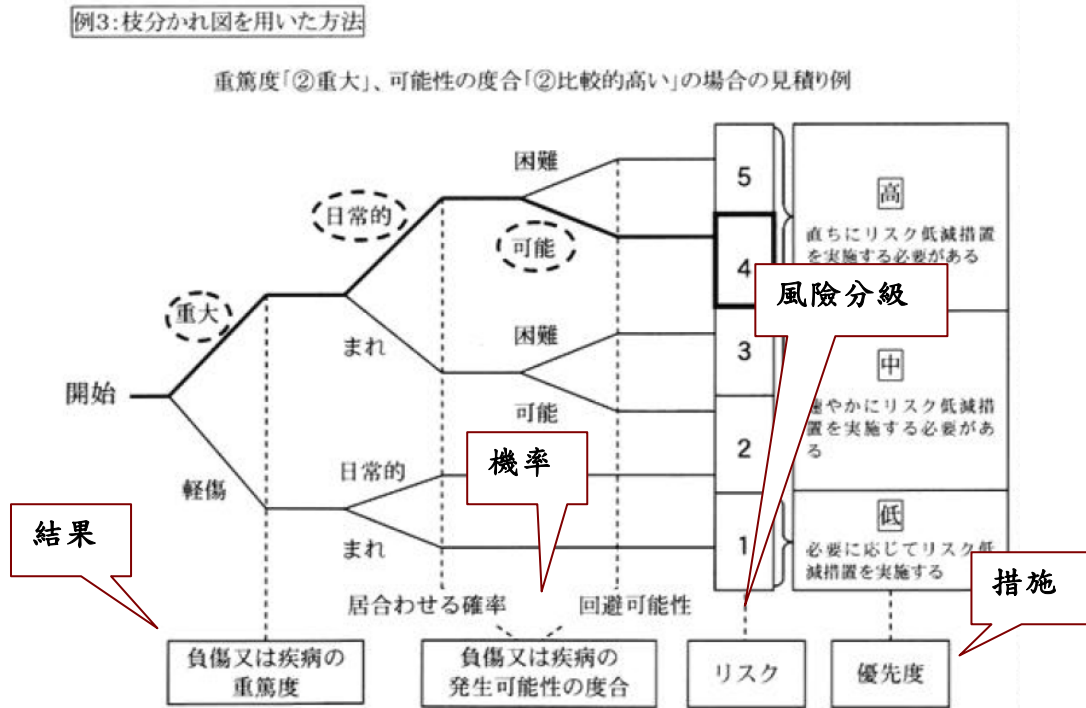 例3:枝分かれ図を用いた方法
重篤度「②重大」、可能性の度合「②比較的高い」の場合の見積り例
困難
5
日常的
高
可能
直ちにリスク低減措置
を実施する必要がある
4
風險分級
重大
まれ
困難
3
中
開始
可能
速やかにリスク低減措
置を実施する必要があ
る
2
機率
日常的
軽傷
結果
まれ
1
低
必要に応じてリスク低
減措置を実施する
措施
居合わせる確率
回避可能性
負傷又は疾病の
重篤度
負傷又は疾病の
発生可能性の度合
リスク
優先度